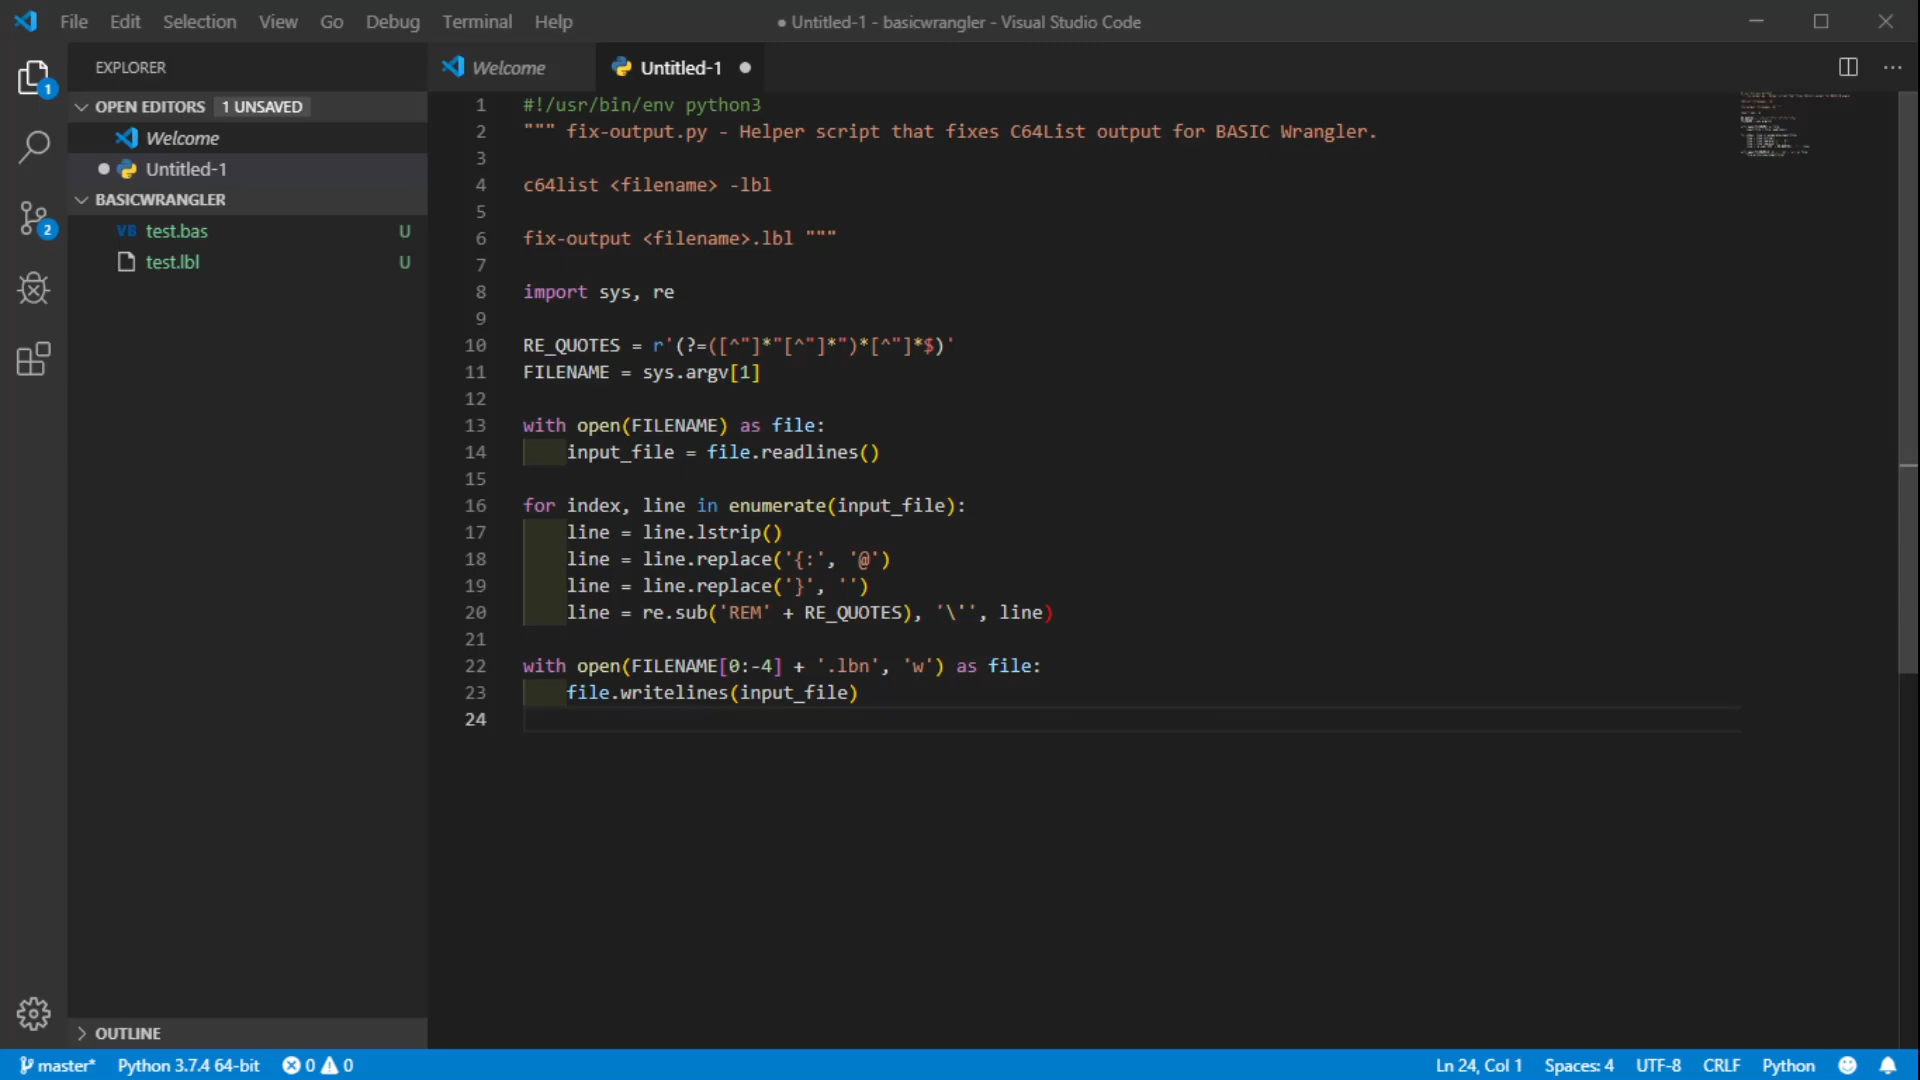 File Edit Selection View Go Debug Terminal Help
● Untitled-1 - basicwrangler - Visual Studio Code
EXPLORER
OPEN EDITORS 1 UNSAVED
Welcome
Untitled-1
BASICWRANGLER
VB test.bas U
test.lbl U
OUTLINE
1
2
Welcome
Untitled-1
1 #!/usr/bin/env python3
2 """ fix-output.py - Helper script that fixes C64List output for BASIC Wrangler.
3
4 c64list <filename> -lbl
5
6 fix-output <filename>.lbl """
7
8 import sys, re
9
10 RE_QUOTES = r'(?=([^"]*"[^"]*")*[^"]*$)'
11 FILENAME = sys.argv[1]
12
13 with open(FILENAME) as file:
14     input_file = file.readlines()
15
16 for index, line in enumerate(input_file):
17     line = line.lstrip()
18     line = line.replace('{:', '@')
19     line = line.replace('}', '')
20     line = re.sub('REM' + RE_QUOTES), '\'', line)
21
22 with open(FILENAME[0:-4] + '.lbn', 'w') as file:
23     file.writelines(input_file)
24
master* Python 3.7.4 64-bit 0 0
Ln 24, Col 1 Spaces: 4 UTF-8 CRLF Python